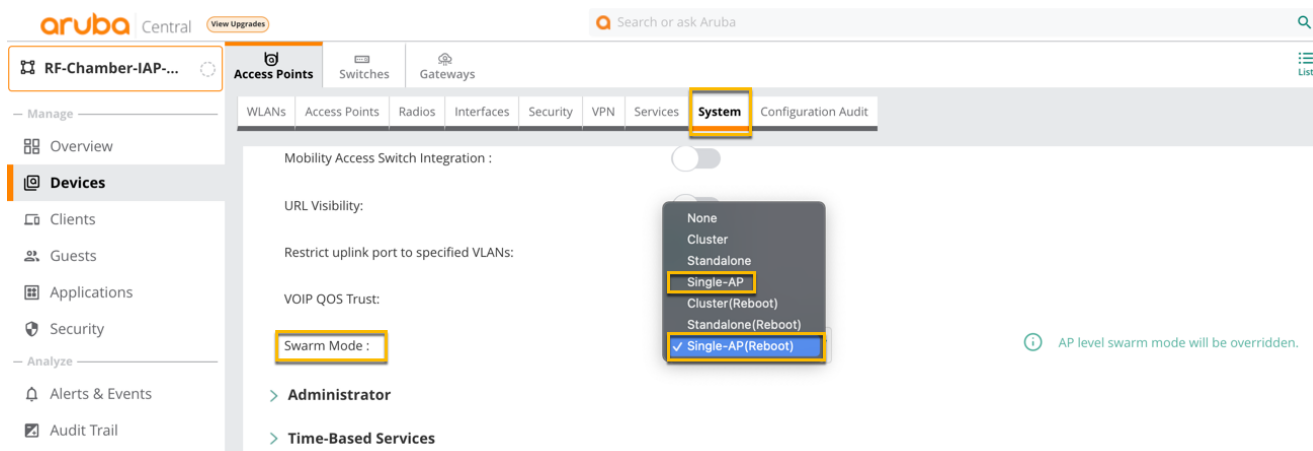 aruba Central View Upgrades
Search or ask Aruba
RF-Chamber-IAP-...
Access Points
Switches
Gateways
List
Manage
Overview
Devices
Clients
Guests
Applications
Security
Analyze
Alerts & Events
Audit Trail
WLANs Access Points Radios Interfaces Security VPN Services System Configuration Audit
Mobility Access Switch Integration :
URL Visibility:
Restrict uplink port to specified VLANs:
VOIP QOS Trust:
Swarm Mode :
None
Cluster
Standalone
Single-AP
Cluster(Reboot)
Standalone(Reboot)
✓ Single-AP(Reboot)
AP level swarm mode will be overridden.
> Administrator
> Time-Based Services